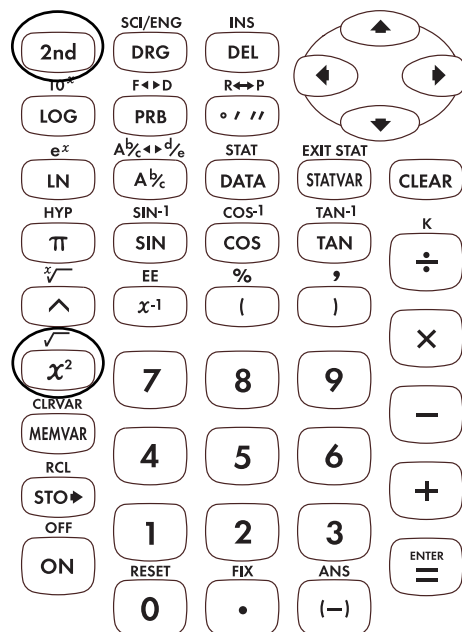 SCI/ENG INS
2nd DRG DEL
10ˣ F◂▸D R↔P
LOG PRB ° ′ ″
eˣ Ab/c◂▸d/e STAT EXIT STAT
LN Ab/c DATA STATVAR CLEAR
HYP SIN-1 COS-1 TAN-1 K
π SIN COS TAN ÷
ˣ√ EE % ,
^ x-1 ( ) ×
√
x² 7 8 9 −
CLRVAR
MEMVAR 4 5 6
RCL
STO▸ +
OFF
ON 1 2 3 ENTER
=
RESET FIX ANS
0 . (−)